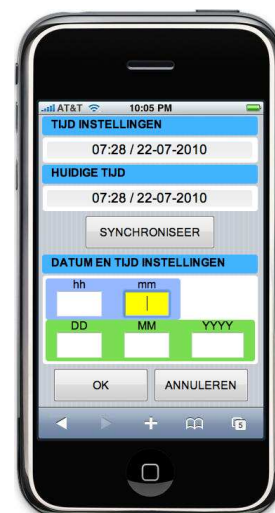 AT&T 10:05 PM
TIJD INSTELLINGEN
07:28 / 22-07-2010
HUIDIGE TIJD
07:28 / 22-07-2010
SYNCHRONISEER
DATUM EN TIJD INSTELLINGEN
hh mm
DD MM YYYY
OK ANNULEREN
5